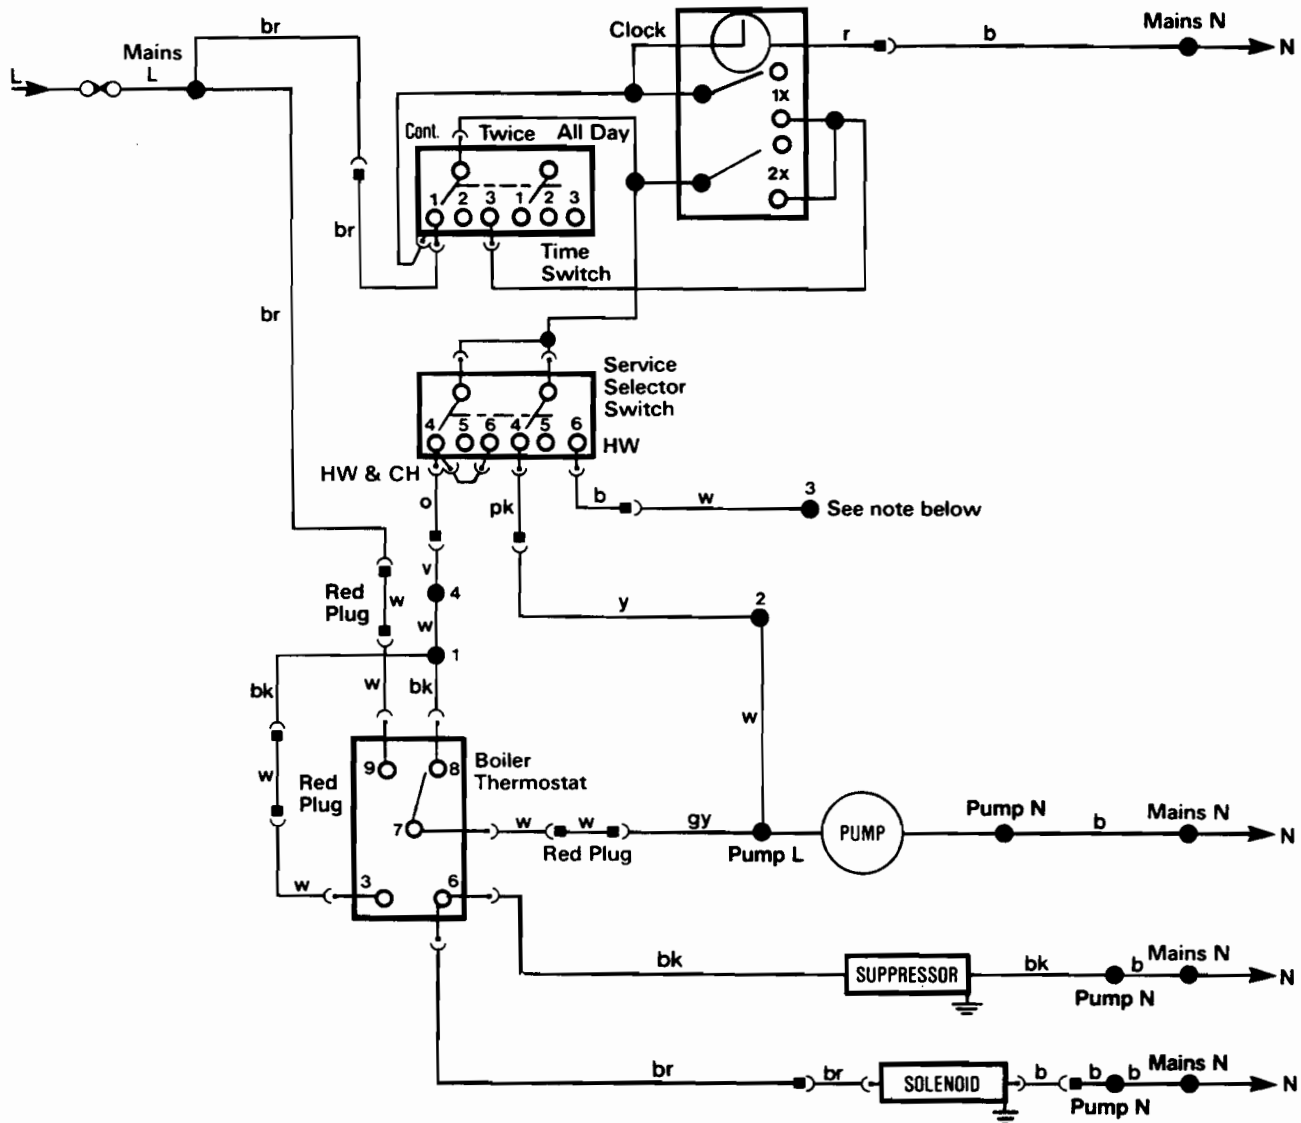 br
Clock
r
b
Mains N
N
Mains
L
L
1X
Cont.
Twice
All Day
2X
1 2 3 1 2 3
br
Time
Switch
br
Service
Selector
Switch
4 5 6 4 5 6
HW
HW & CH
o
pk
b
w
3
See note below
v
Red
Plug
w
4
y
2
w
1
bk
w
bk
w
9
8
Boiler
Thermostat
w
Red
Plug
7
w
w
gy
Red Plug
Pump L
PUMP
Pump N
b
Mains N
N
w
3
6
bk
SUPPRESSOR
bk
b
Mains N
N
Pump N
br
br
SOLENOID
b
b
b
Mains N
N
Pump N